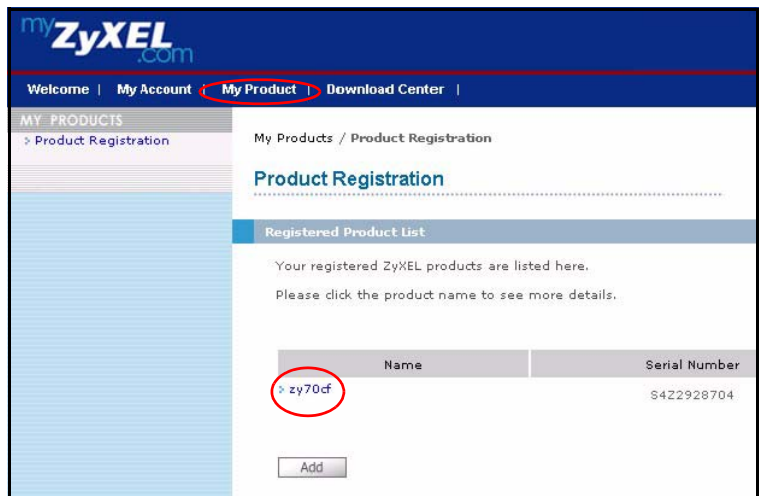 myZyXEL.com
Welcome | My Account | My Product | Download Center |
MY PRODUCTS
Product Registration
My Products / Product Registration
Product Registration
Registered Product List
Your registered ZyXEL products are listed here.
Please click the product name to see more details.
Name Serial Number
zy70cf S4Z2928704
Add